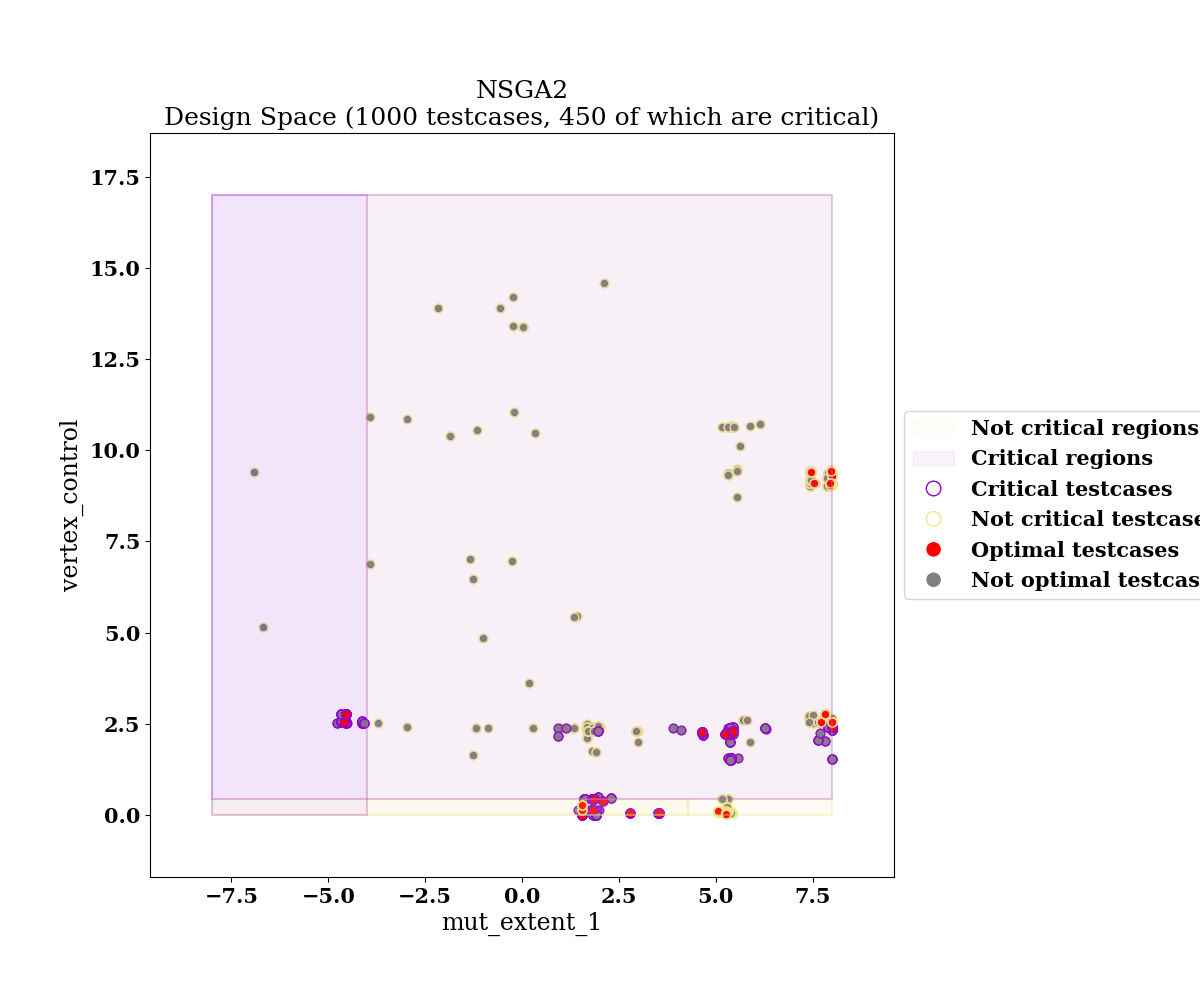 NSGA2
Design Space (1000 testcases, 450 of which are critical)
17.5
15.0
12.5
10.0
7.5
5.0
2.5
0.0
vertex_control
−7.5
−5.0
−2.5
0.0
2.5
5.0
7.5
mut_extent_1
Not critical regions
Critical regions
Critical testcases
Not critical testcase
Optimal testcases
Not optimal testcas